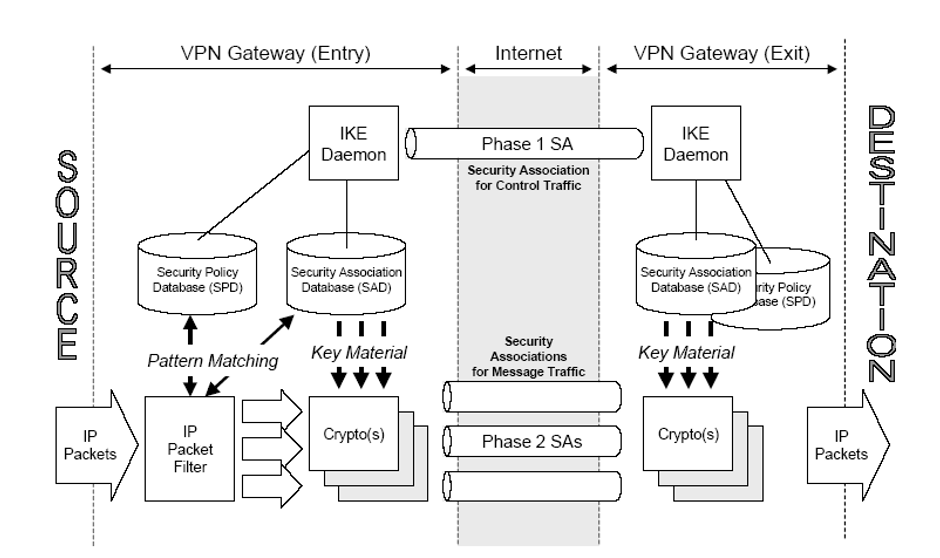 VPN Gateway (Entry)
Internet
VPN Gateway (Exit)
SOURCE
DESTINATION
IKE
Daemon
Phase 1 SA
IKE
Daemon
Security Association
for Control Traffic
Security Policy
Database (SPD)
Security Association
Database (SAD)
Security Association
Database (SAD)
urity Policy
base (SPD)
Pattern Matching
Key Material
Security
Associations
for Message Traffic
Key Material
IP
Packets
IP
Packet
Filter
Crypto(s)
Phase 2 SAs
Crypto(s)
IP
Packets